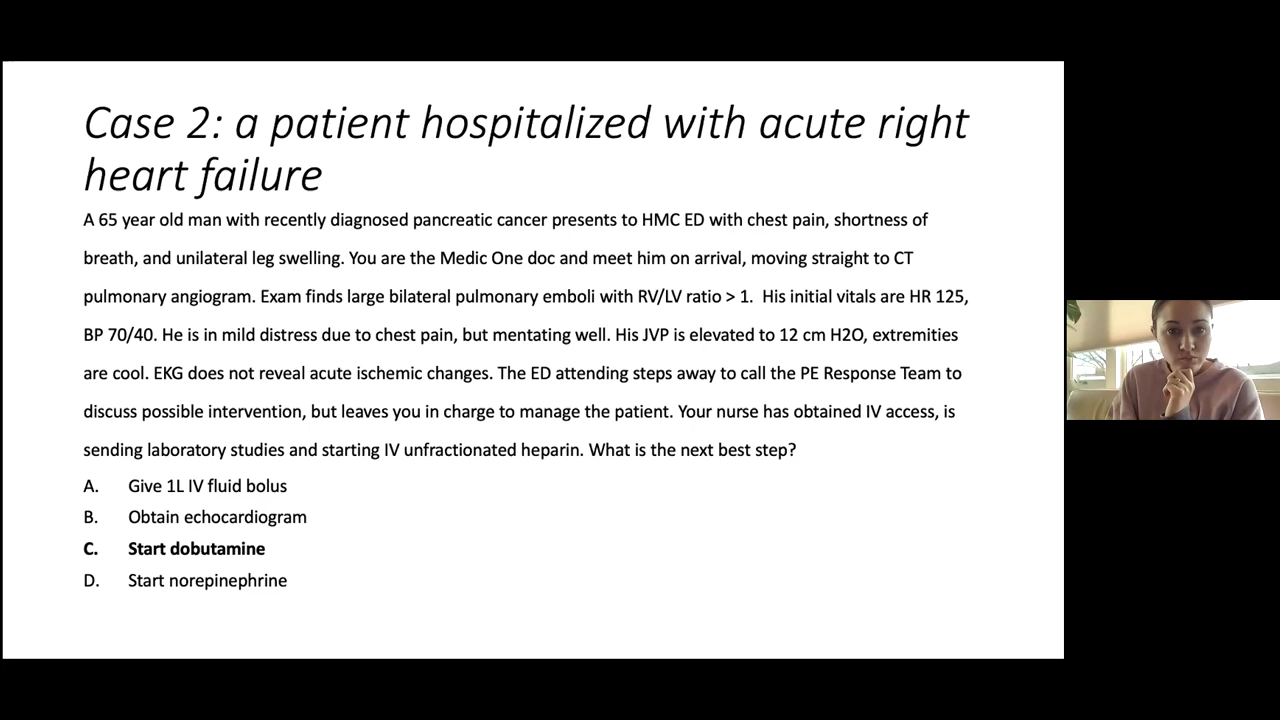 Case 2: a patient hospitalized with acute right
heart failure
A 65 year old man with recently diagnosed pancreatic cancer presents to HMC ED with chest pain, shortness of
breath, and unilateral leg swelling. You are the Medic One doc and meet him on arrival, moving straight to CT
pulmonary angiogram. Exam finds large bilateral pulmonary emboli with RV/LV ratio > 1.  His initial vitals are HR 125,
BP 70/40. He is in mild distress due to chest pain, but mentating well. His JVP is elevated to 12 cm H2O, extremities
are cool. EKG does not reveal acute ischemic changes. The ED attending steps away to call the PE Response Team to
discuss possible intervention, but leaves you in charge to manage the patient. Your nurse has obtained IV access, is
sending laboratory studies and starting IV unfractionated heparin. What is the next best step?
A. Give 1L IV fluid bolus
B. Obtain echocardiogram
C. Start dobutamine
D. Start norepinephrine